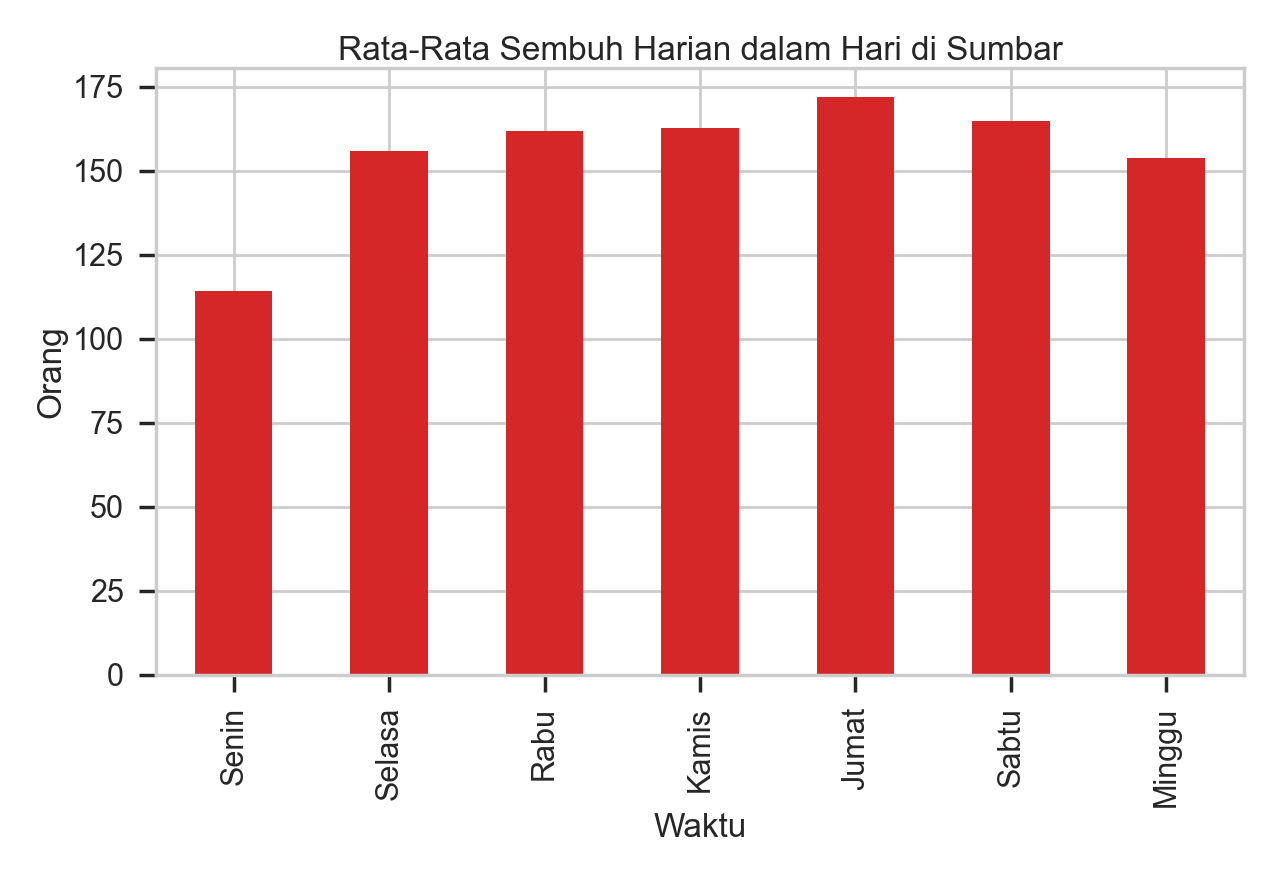 Rata-Rata Sembuh Harian dalam Hari di Sumbar
175
150
125
100
75
50
25
0
Orang
Senin
Selasa
Rabu
Kamis
Jumat
Sabtu
Minggu
Waktu